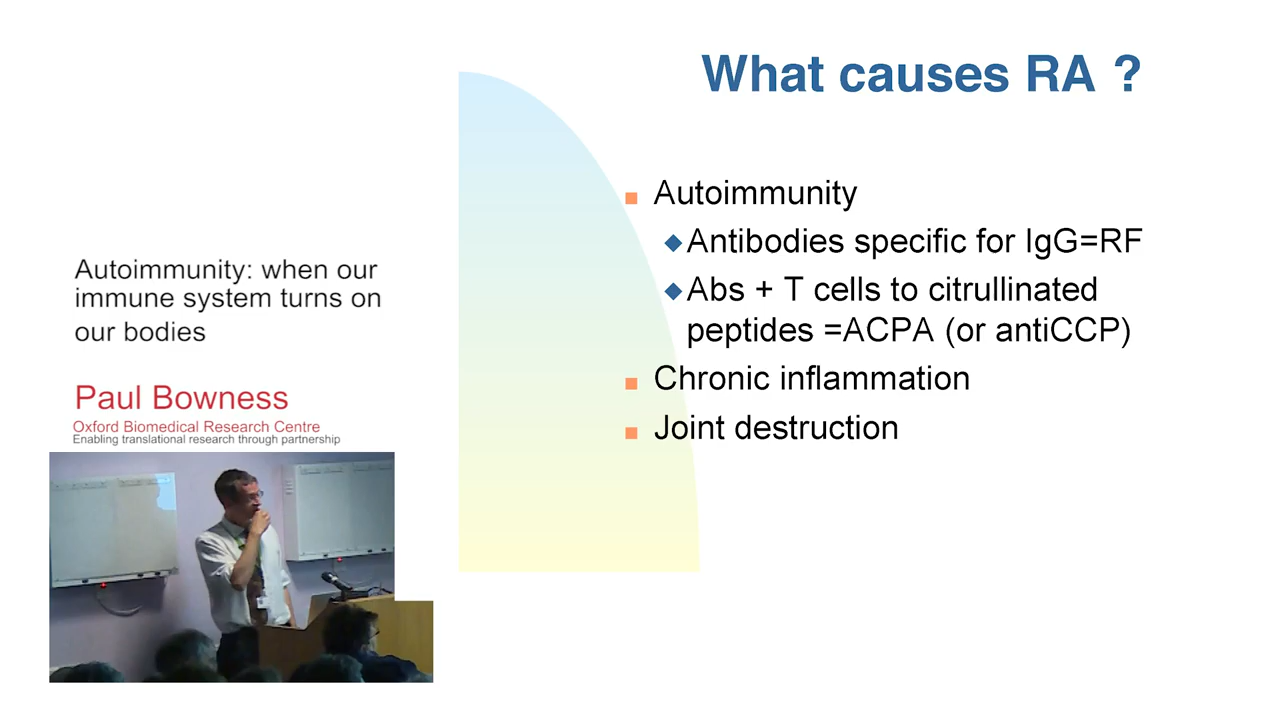 What causes RA ?
Autoimmunity
Antibodies specific for IgG=RF
Abs + T cells to citrullinated
peptides =ACPA (or antiCCP)
Chronic inflammation
Joint destruction
Autoimmunity: when our
immune system turns on
our bodies
Paul Bowness
Oxford Biomedical Research Centre
Enabling translational research through partnership